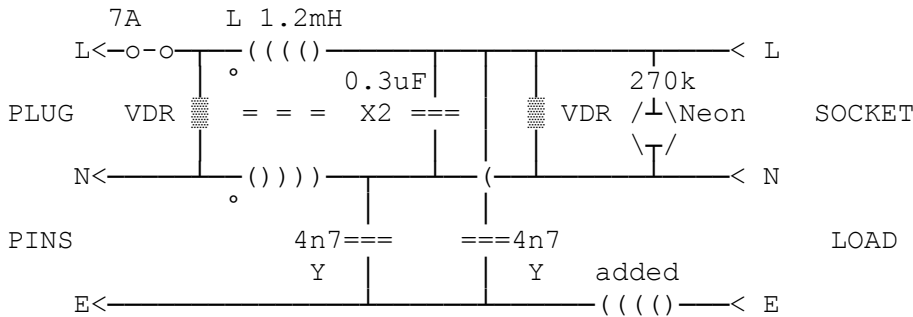 7A L 1.2mH
L L
0.3uF 270k
PLUG VDR X2 VDR Neon SOCKET
N N
PINS 4n7 4n7 LOAD
Y Y added
E E